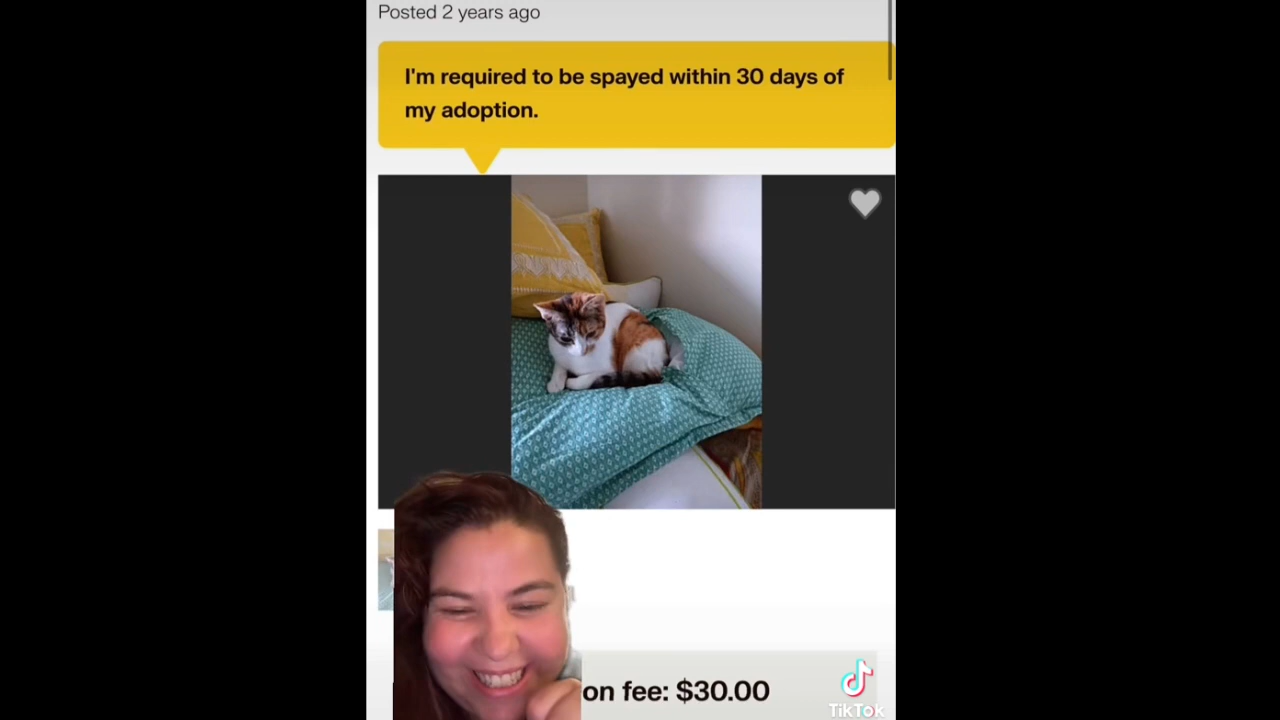 Posted 2 years ago
I'm required to be spayed within 30 days of
my adoption.
on fee: $30.00
TikTok